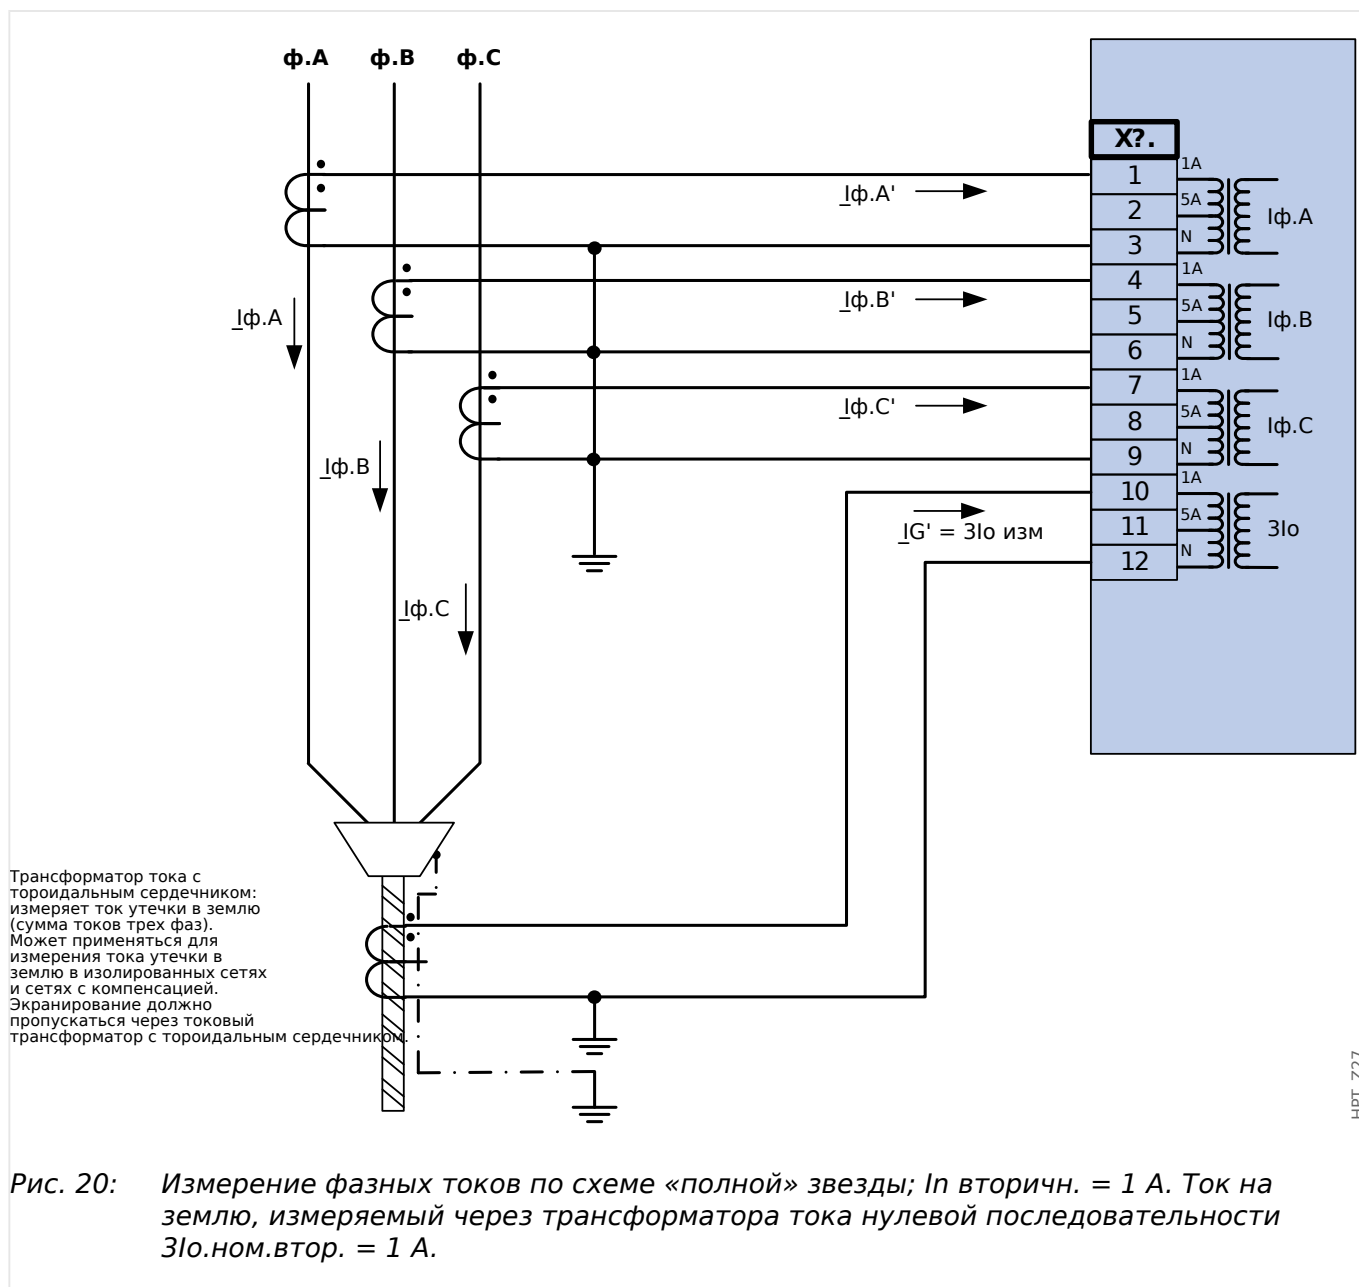 ф.A ф.B ф.C
X?.
1
2
3
4
5
6
7
8
9
10
11
12
1A
5A
N
Iф.A
1A
5A
N
Iф.B
1A
5A
N
Iф.C
1A
5A
N
3Io
_Iф.A'
_Iф.B'
_Iф.C'
_IG' = 3Io изм
_Iф.A
_Iф.B
_Iф.C
Трансформатор тока с
тороидальным сердечником:
измеряет ток утечки в землю
(сумма токов трех фаз).
Может применяться для
измерения тока утечки в
землю в изолированных сетях
и сетях с компенсацией.
Экранирование должно
пропускаться через токовый
трансформатор с тороидальным сердечником.
HPT_Z27
Рис. 20: Измерение фазных токов по схеме «полной» звезды; In вторичн. = 1 А. Ток на
землю, измеряемый через трансформатора тока нулевой последовательности
3Io.ном.втор. = 1 А.